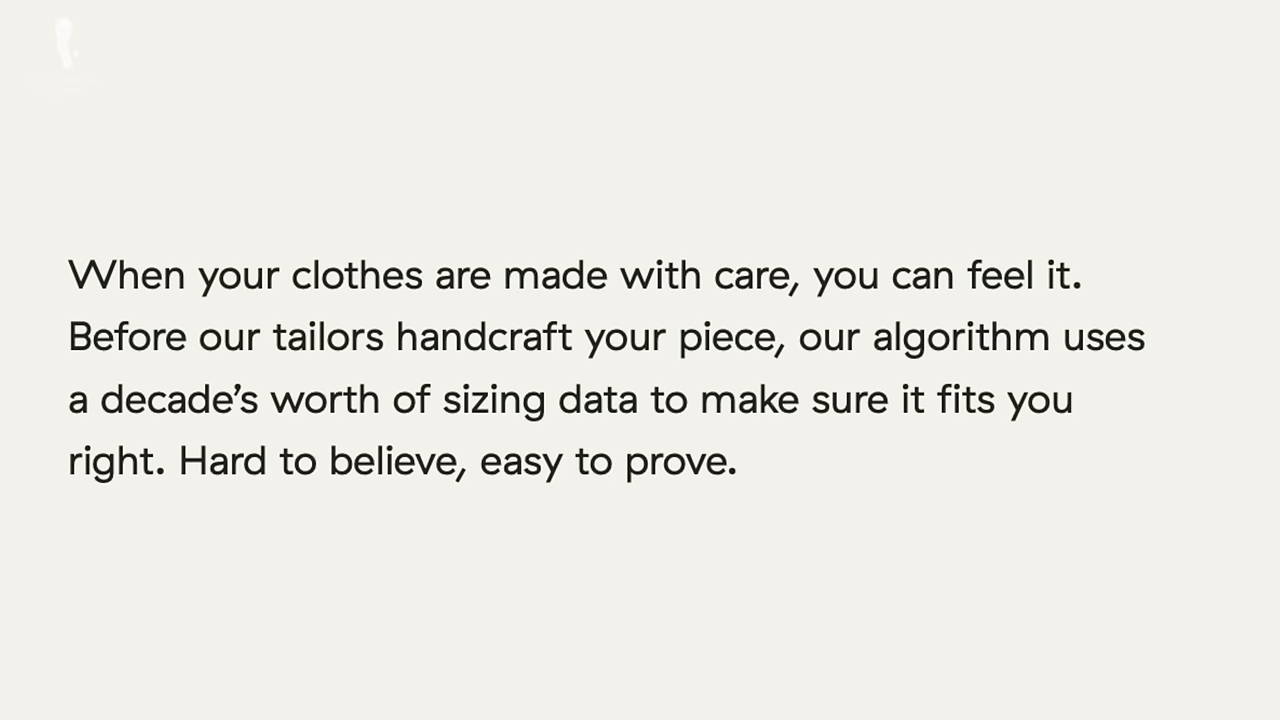 When your clothes are made with care, you can feel it.
Before our tailors handcraft your piece, our algorithm uses
a decade’s worth of sizing data to make sure it fits you
right. Hard to believe, easy to prove.